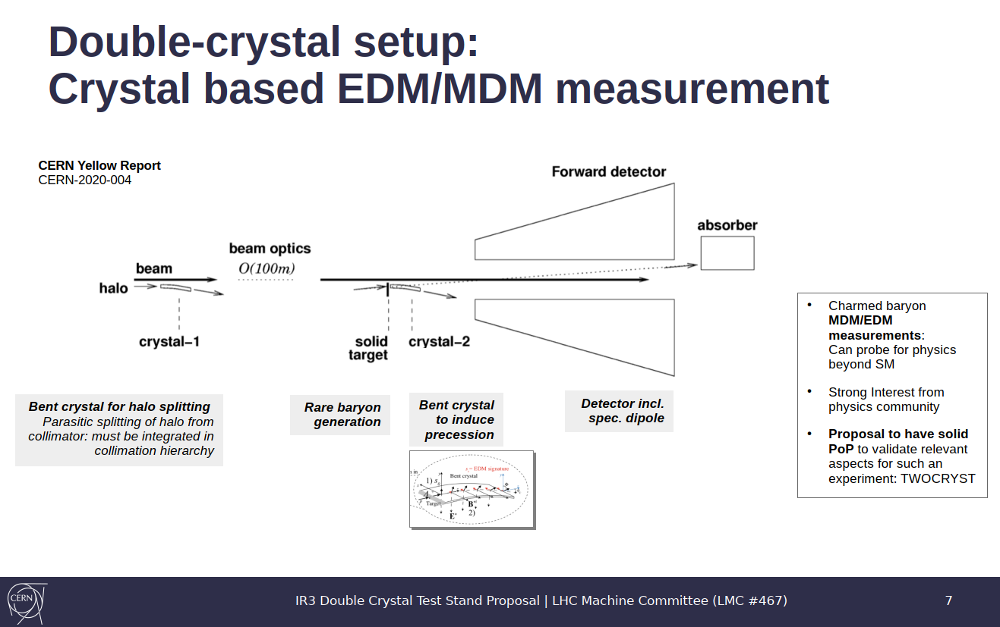 Double-crystal setup:
Crystal based EDM/MDM measurement
CERN Yellow Report
CERN-2020-004
Forward detector
absorber
beam optics
O(100m)
beam
halo
crystal–1
solid
target
crystal–2
Bent crystal for halo splitting
Parasitic splitting of halo from
collimator: must be integrated in
collimation hierarchy
Rare baryon
generation
Bent crystal
to induce
precession
Detector incl.
spec. dipole
= EDM signature
Bent crystal
1)
Target
B
E
2)
• Charmed baryon
MDM/EDM
measurements:
Can probe for physics
beyond SM
• Strong Interest from
physics community
• Proposal to have solid
PoP to validate relevant
aspects for such an
experiment: TWOCRYST
CERN
IR3 Double Crystal Test Stand Proposal | LHC Machine Committee (LMC #467)
7